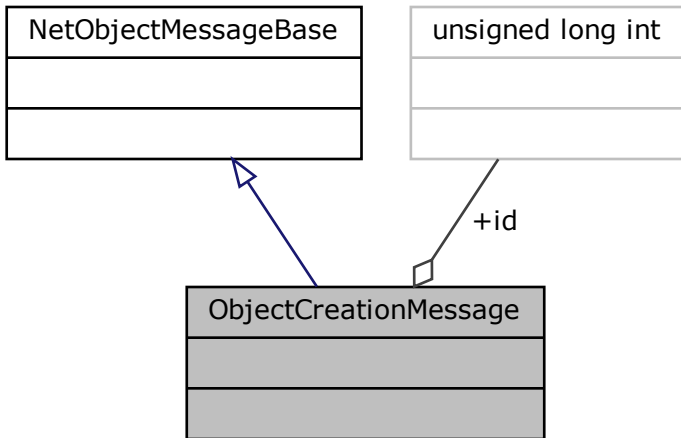 NetObjectMessageBase
unsigned long int
+id
ObjectCreationMessage